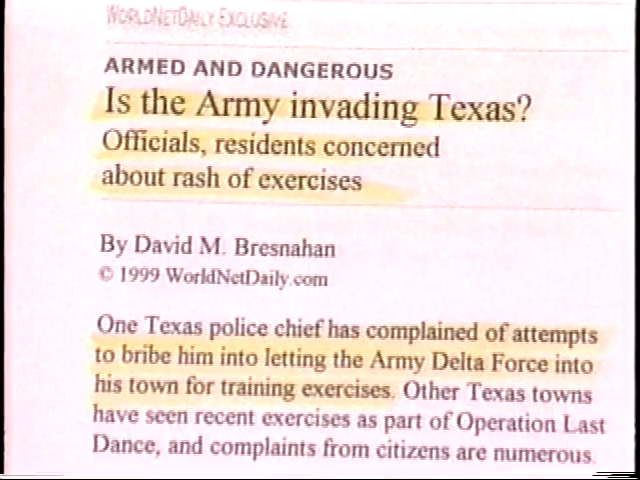 WORLDNETDAILY EXCLUSIVE
ARMED AND DANGEROUS
Is the Army invading Texas?
Officials, residents concerned
about rash of exercises
By David M. Bresnahan
© 1999 WorldNetDaily.com
One Texas police chief has complained of attempts
to bribe him into letting the Army Delta Force into
his town for training exercises. Other Texas towns
have seen recent exercises as part of Operation Last
Dance, and complaints from citizens are numerous.